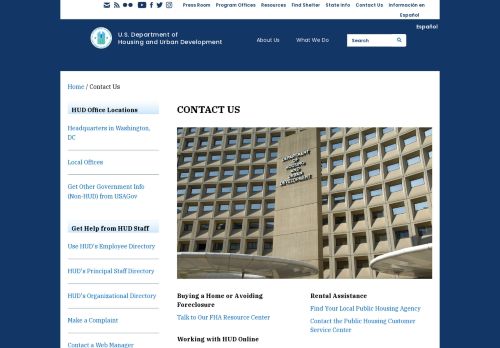 Press Room Program Offices Resources Find Shelter State Info Contact Us Información en
Español
Español
U.S. Department of
Housing and Urban Development
About Us What We Do
Search
Home / Contact Us
HUD Office Locations
Headquarters in Washington,
DC
Local Offices
Get Other Government Info
(Non-HUD) from USAGov
Get Help from HUD Staff
Use HUD's Employee Directory
HUD's Principal Staff Directory
HUD's Organizational Directory
Make a Complaint
Contact a Web Manager
CONTACT US
DEPARTMENT
OF
HOUSING
AND URBAN
DEVELOPMENT
Buying a Home or Avoiding
Foreclosure
Talk to Our FHA Resource Center
Working with HUD Online
Rental Assistance
Find Your Local Public Housing Agency
Contact the Public Housing Customer
Service Center